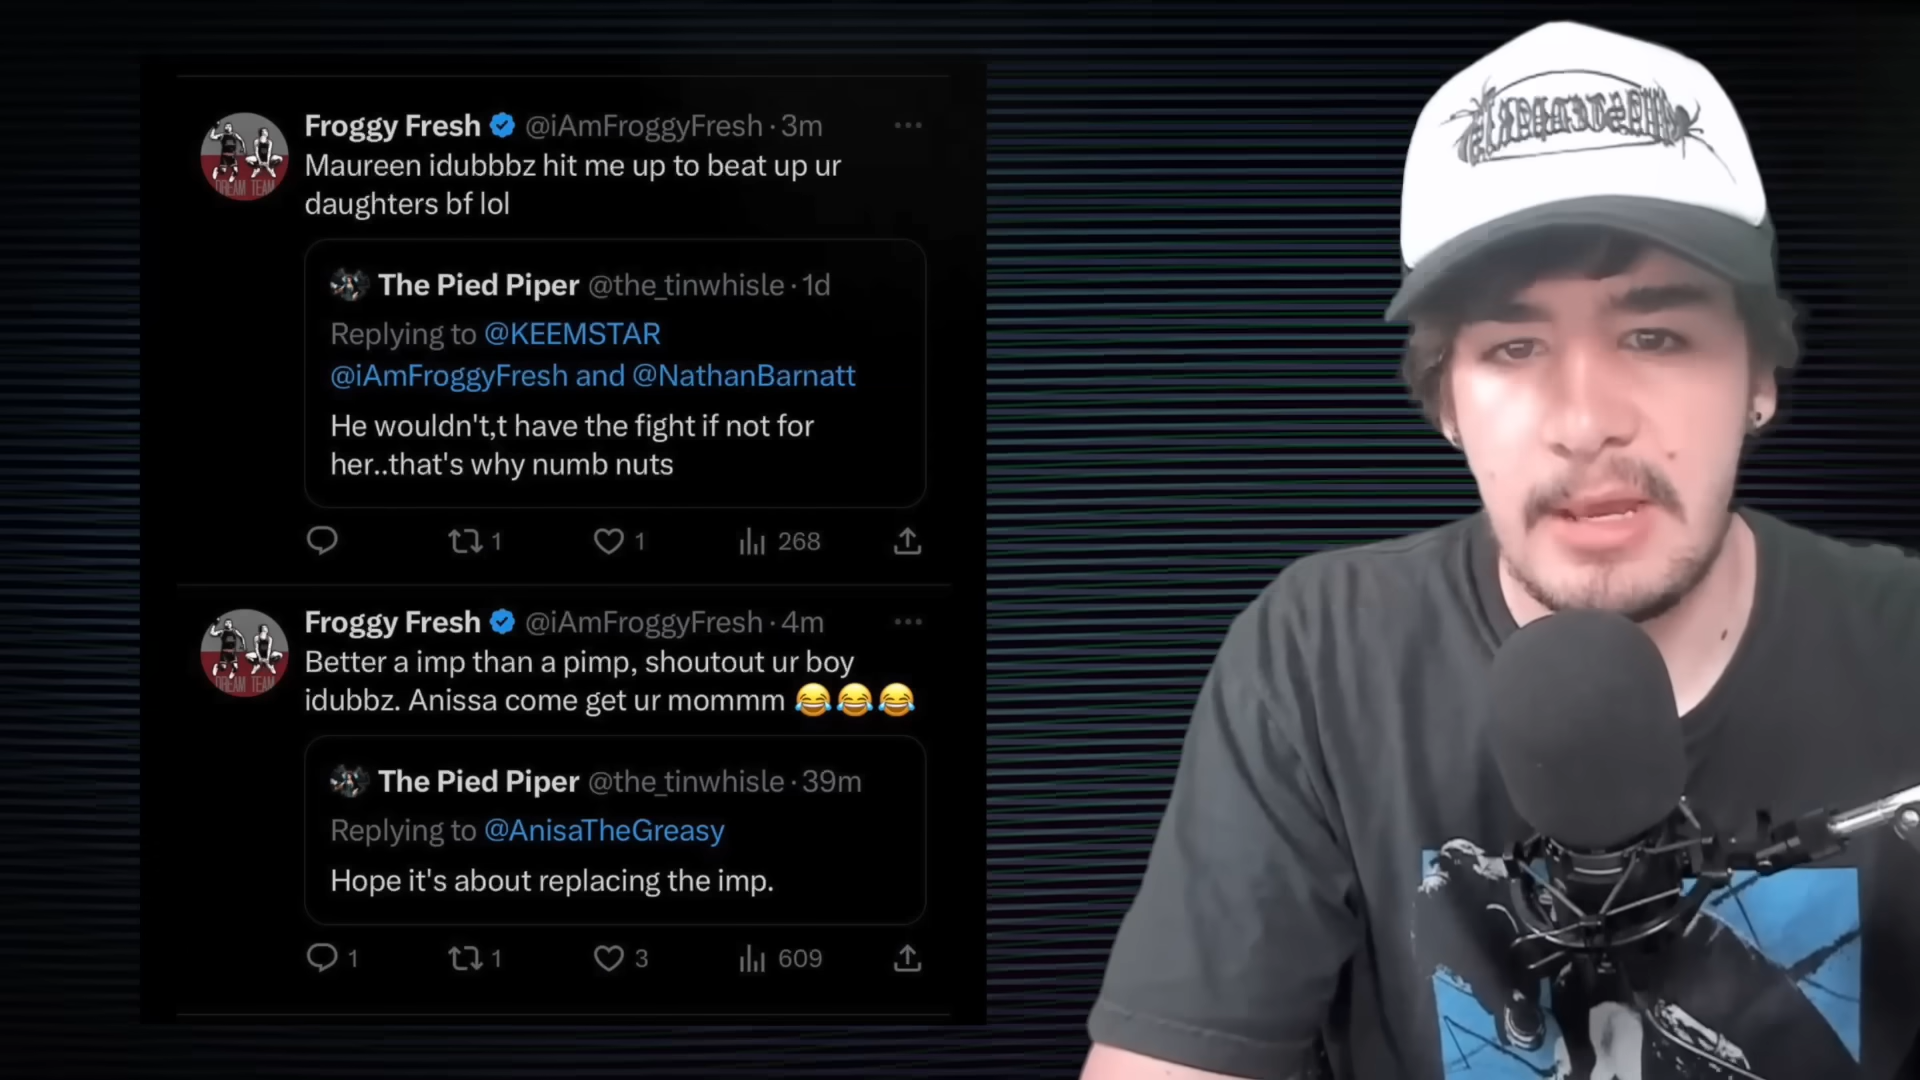 Froggy Fresh @iAmFroggyFresh · 3m
Maureen idubbbz hit me up to beat up ur
daughters bf lol
The Pied Piper @the_tinwhisle · 1d
Replying to @KEEMSTAR
@iAmFroggyFresh and @NathanBarnatt
He wouldn't,t have the fight if not for
her..that's why numb nuts
1 1 268
Froggy Fresh @iAmFroggyFresh · 4m
Better a imp than a pimp, shoutout ur boy
idubbz. Anissa come get ur mommm 😂😂😂
The Pied Piper @the_tinwhisle · 39m
Replying to @AnisaTheGreasy
Hope it's about replacing the imp.
1 1 3 609
DREAM TEAM
DREAM TEAM